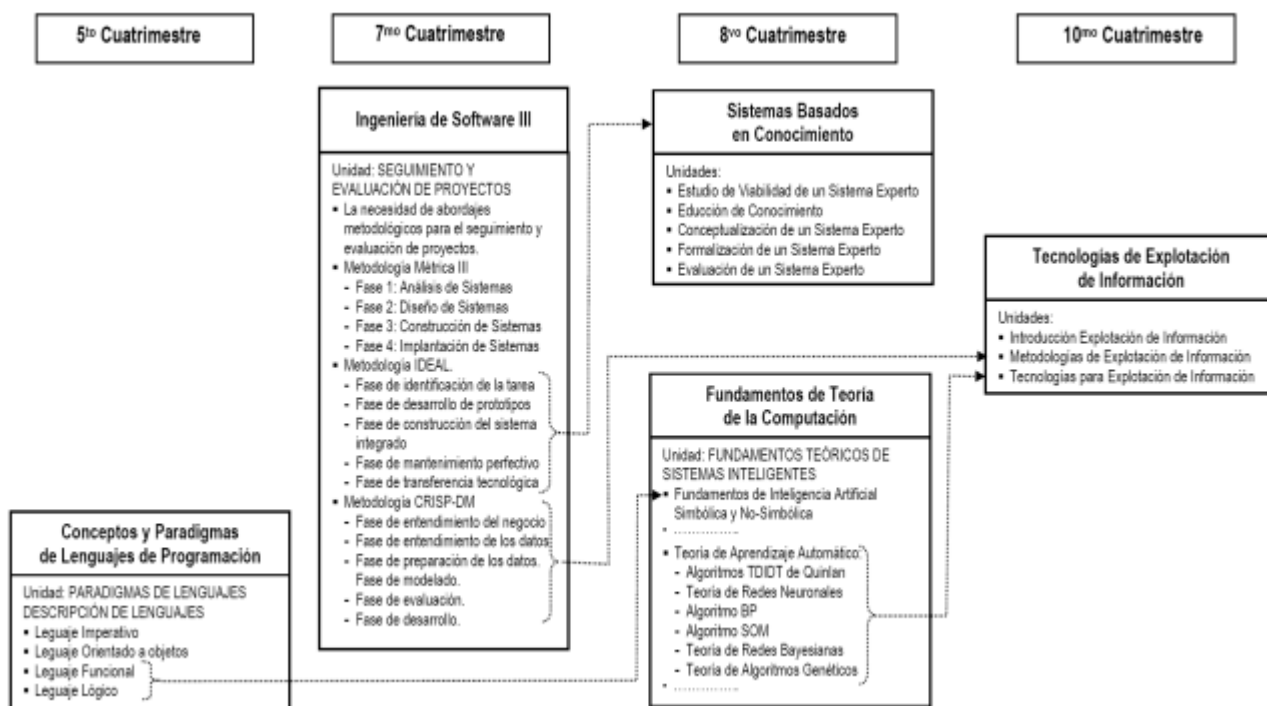 5to Cuatrimestre
7mo Cuatrimestre
8vo Cuatrimestre
10mo Cuatrimestre
Ingeniería de Software III
Unidad: SEGUIMIENTO Y
EVALUACIÓN DE PROYECTOS
▪ La necesidad de abordajes
metodológicos para el seguimiento y
evaluación de proyectos.
▪ Metodología Métrica III
- Fase 1: Análisis de Sistemas
- Fase 2: Diseño de Sistemas
- Fase 3: Construcción de Sistemas
- Fase 4: Implantación de Sistemas
▪ Metodología IDEAL.
- Fase de identificación de la tarea
- Fase de desarrollo de prototipos
- Fase de construcción del sistema
integrado
- Fase de mantenimiento perfectivo
- Fase de transferencia tecnológica
▪ Metodología CRISP-DM
- Fase de entendimiento del negocio
- Fase de entendimiento de los datos
- Fase de preparación de los datos.
Fase de modelado.
- Fase de evaluación.
- Fase de desarrollo.
Sistemas Basados
en Conocimiento
Unidades:
▪ Estudio de Viabilidad de un Sistema Experto
▪ Educción de Conocimiento
▪ Conceptualización de un Sistema Experto
▪ Formalización de un Sistema Experto
▪ Evaluación de un Sistema Experto
Tecnologías de Explotación
de Información
Unidades:
▪ Introducción Explotación de Información
▪ Metodologías de Explotación de Información
▪ Tecnologías para Explotación de Información
Fundamentos de Teoría
de la Computación
Unidad: FUNDAMENTOS TEÓRICOS DE
SISTEMAS INTELIGENTES
▪ Fundamentos de Inteligencia Artificial
Simbólica y No-Simbólica
▪ ...............
▪ Teoría de Aprendizaje Automático:
- Algoritmos TDIDT de Quinlan
- Teoría de Redes Neuronales
- Algoritmo BP
- Algoritmo SOM
- Teoría de Redes Bayesianas
- Teoría de Algoritmos Genéticos
▪ ...............
Conceptos y Paradigmas
de Lenguajes de Programación
Unidad: PARADIGMAS DE LENGUAJES
DESCRIPCIÓN DE LENGUAJES
▪ Leguaje Imperativo
▪ Leguaje Orientado a objetos
▪ Leguaje Funcional
▪ Leguaje Lógico